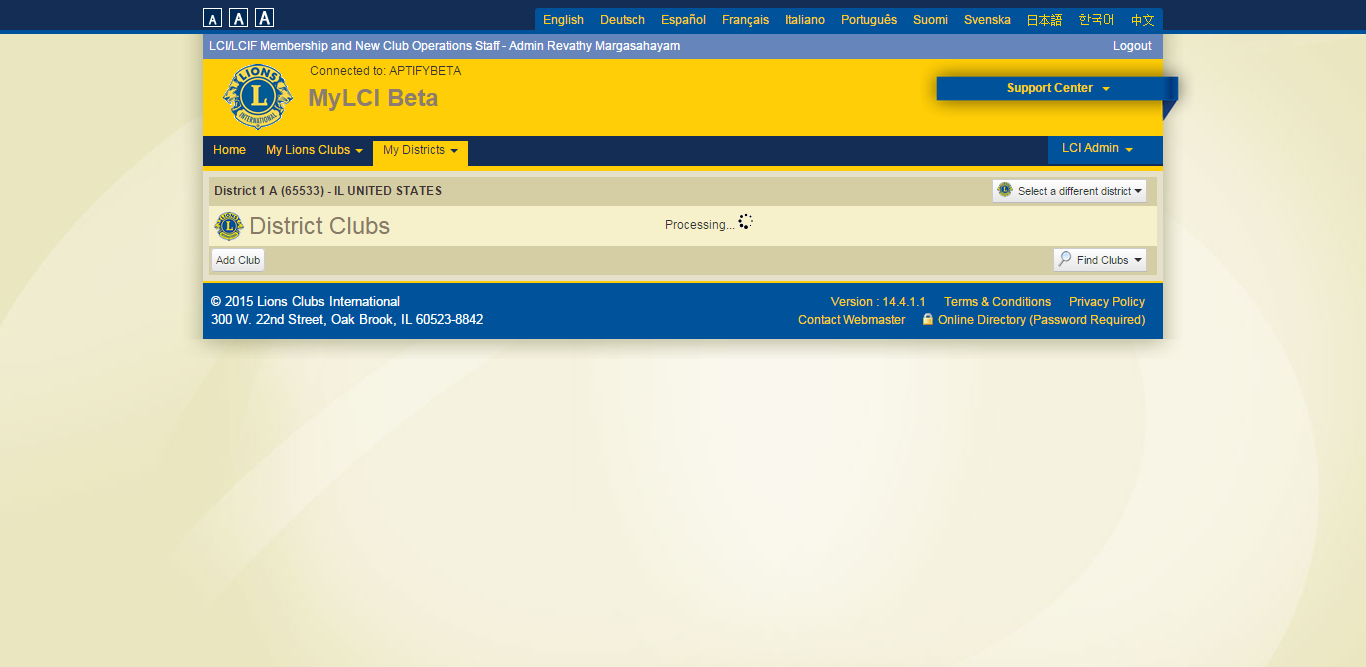 A A A
English Deutsch Español Français Italiano Português Suomi Svenska 日本語 한국어 中文
LCI/LCIF Membership and New Club Operations Staff - Admin Revathy Margasahayam Logout
LIONS
L
INTERNATIONAL
Connected to: APTIFYBETA
MyLCI Beta
Support Center
Home My Lions Clubs My Districts LCI Admin
District 1 A (65533) - IL UNITED STATES Select a different district
District Clubs Processing...
Add Club Find Clubs
© 2015 Lions Clubs International Version : 14.4.1.1 Terms & Conditions Privacy Policy
300 W. 22nd Street, Oak Brook, IL 60523-8842 Contact Webmaster Online Directory (Password Required)